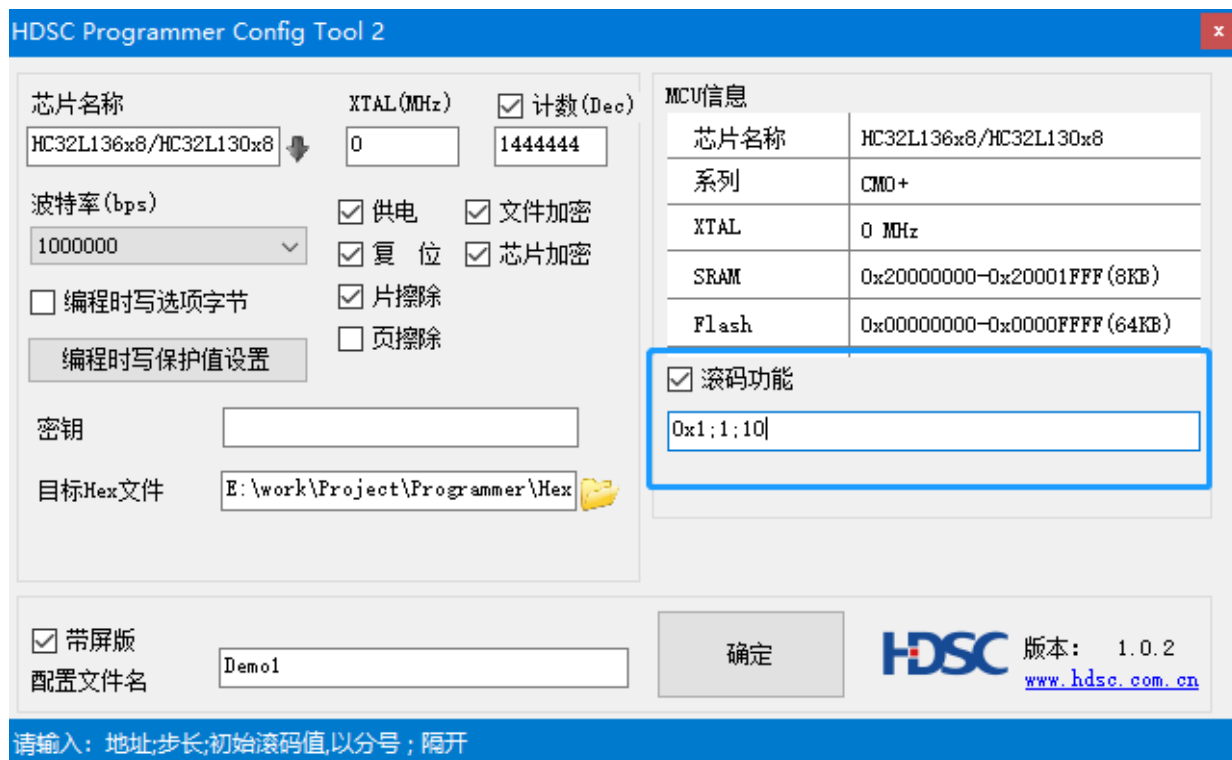 HDSC Programmer Config Tool 2
x
芯片名称
XTAL(MHz)
计数(Dec)
HC32L136x8/HC32L130x8
0
1444444
波特率(bps)
1000000
供电
文件加密
复 位
芯片加密
编程时写选项字节
片擦除
页擦除
编程时写保护值设置
密钥
目标Hex文件
E:\work\Project\Programmer\Hex
MCU信息
芯片名称 HC32L136x8/HC32L130x8
系列 CM0+
XTAL 0 MHz
SRAM 0x20000000-0x20001FFF(8KB)
Flash 0x00000000-0x0000FFFF(64KB)
滚码功能
0x1;1;10
带屏版
配置文件名
Demo1
确定
HDSC
版本: 1.0.2
www.hdsc.com.cn
请输入：地址;步长;初始滚码值,以分号 ; 隔开